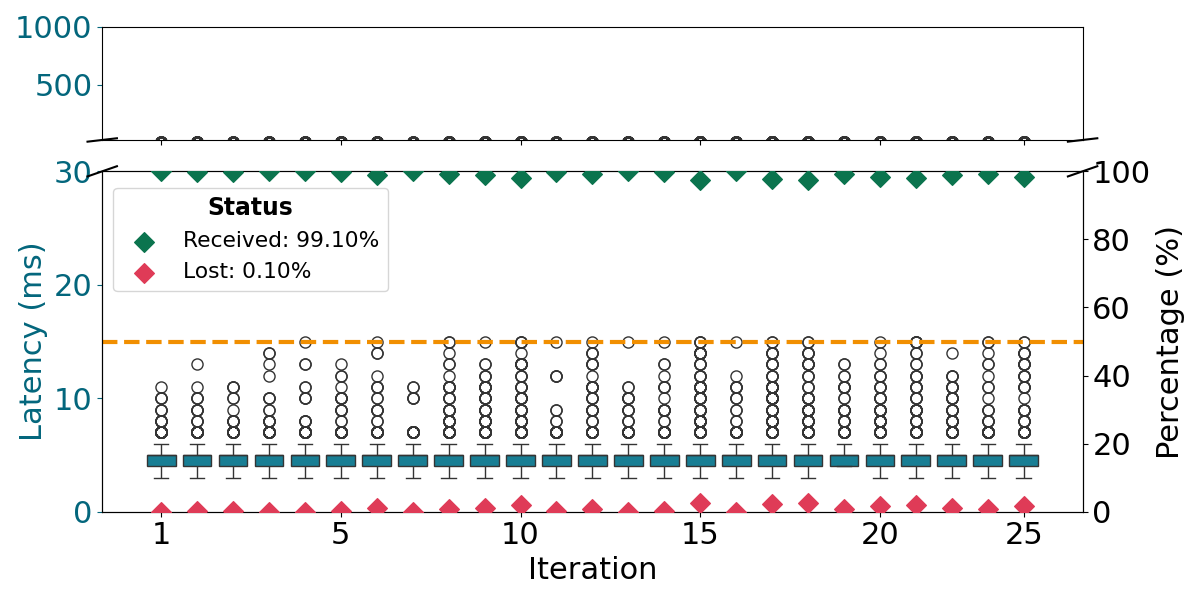 1000
500
30
20
10
0
Latency (ms)
Status
Received: 99.10%
Lost: 0.10%
100
80
60
40
20
0
Percentage (%)
1 5 10 15 20 25
Iteration